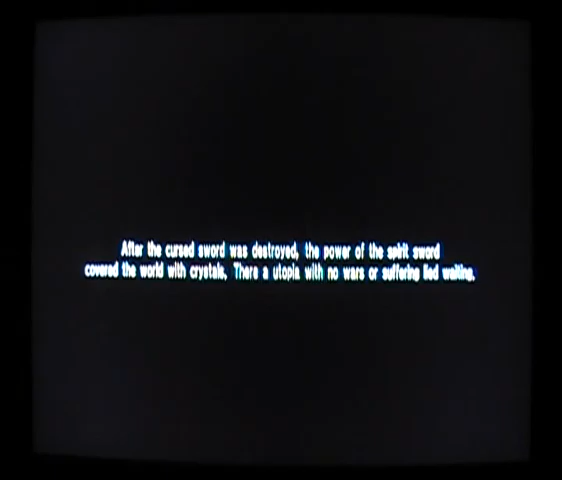 After the cursed sword was destroyed, the power of the spirit sword
covered the world with crystals, There a utopia with no wars or suffering lied waiting.